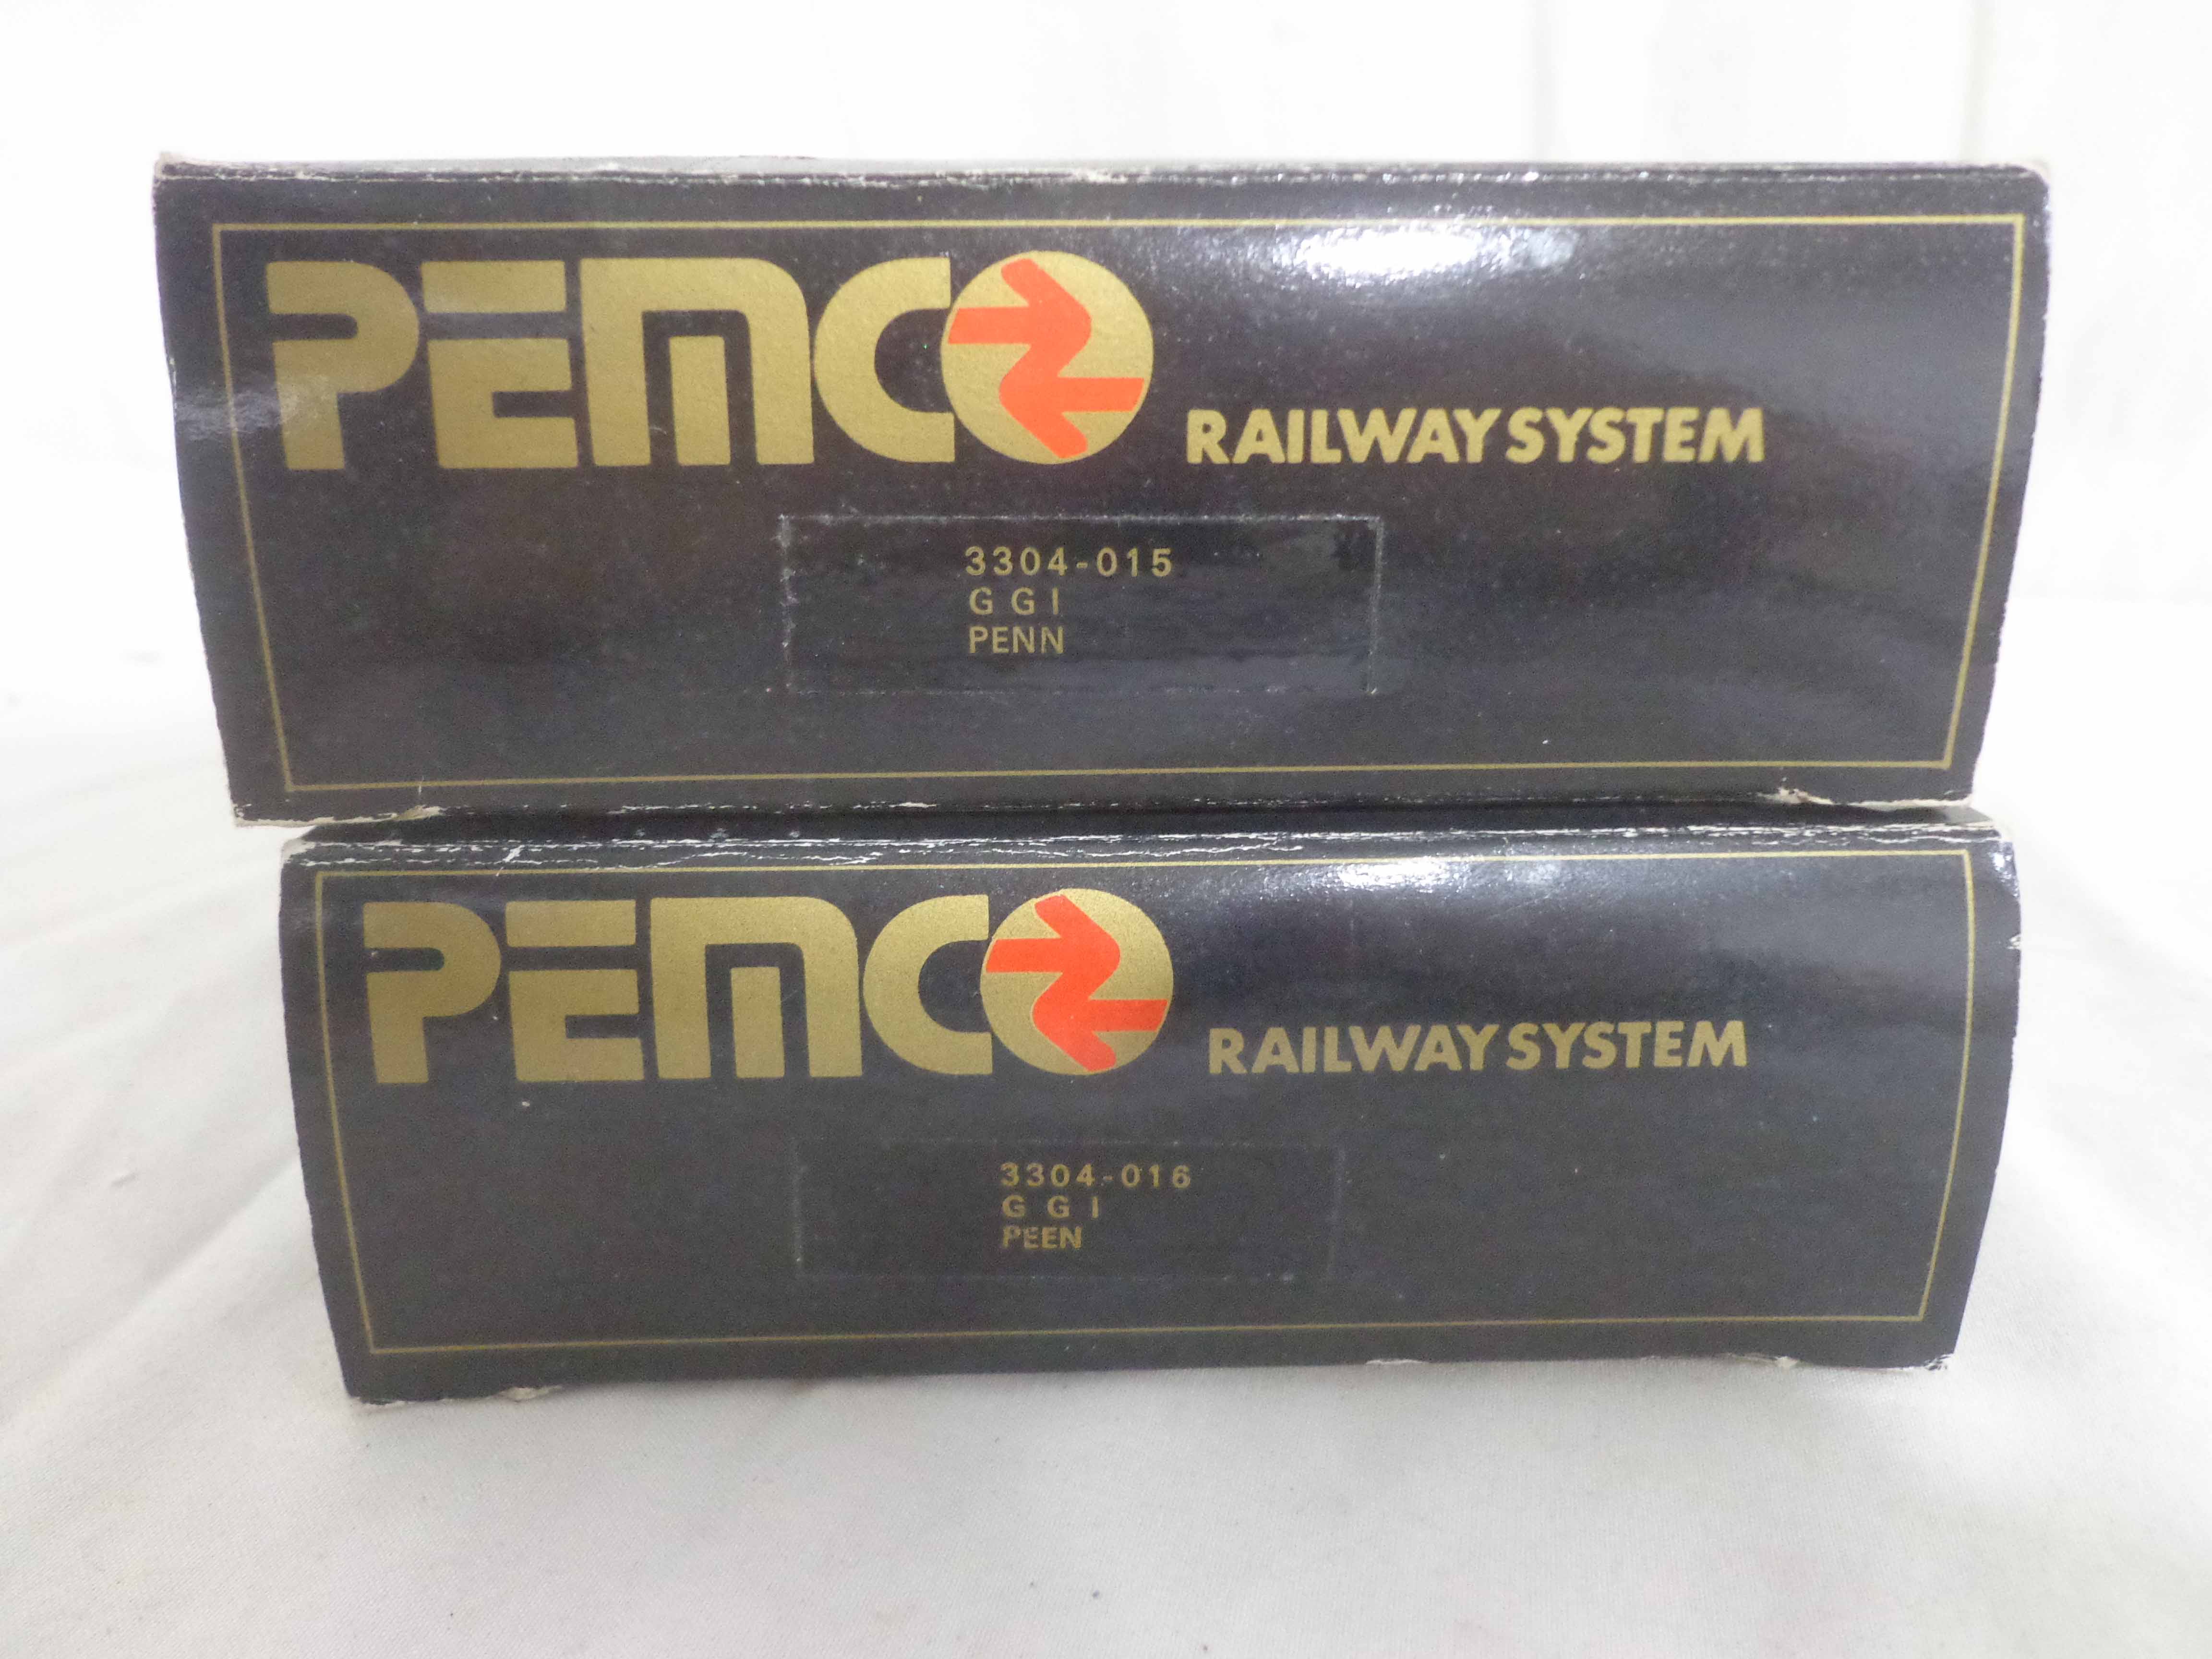 PEMCO RAILWAY SYSTEM
3304-015
G G I
PENN
PEMCO RAILWAY SYSTEM
3304-016
G G I
PEEN